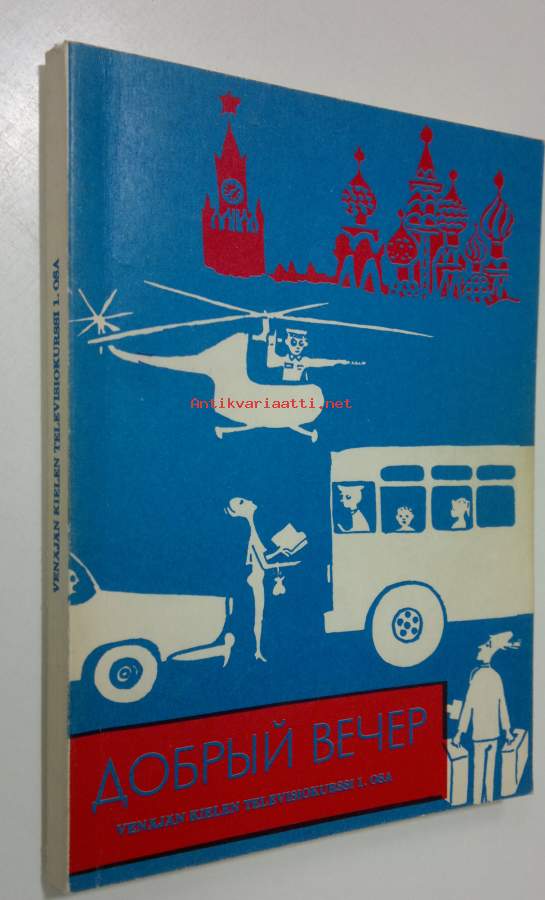 VENÄJÄN KIELEN TELEVISIOKURSSI 1. OSA
Antikvariaatti.net
ДОБРЫЙ ВЕЧЕР
VENÄJÄN KIELEN TELEVISIOKURSSI 1. OSA